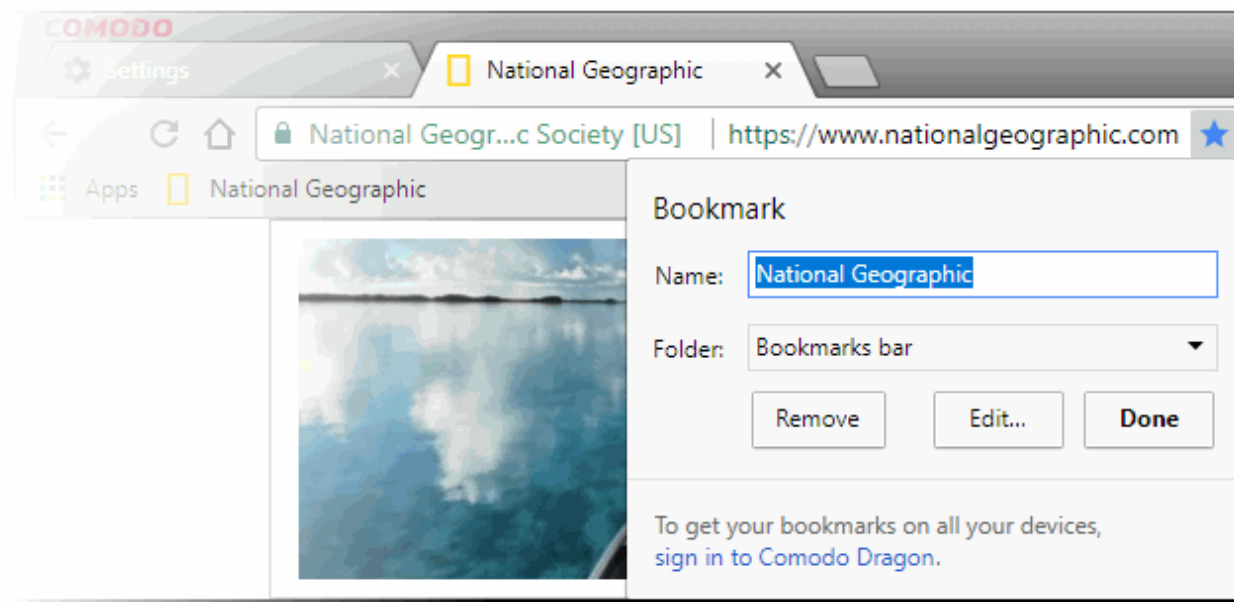 COMODO
Settings
National Geographic
National Geogr...c Society [US] | https://www.nationalgeographic.com
Apps
National Geographic
Bookmark
Name: National Geographic
Folder: Bookmarks bar
Remove Edit... Done
To get your bookmarks on all your devices,
sign in to Comodo Dragon.